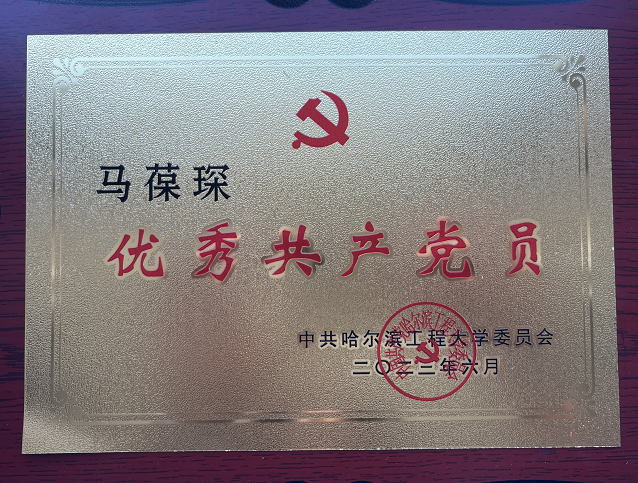 马葆琛
优秀共产党员
中共哈尔滨工程大学委员会
二〇二三年六月